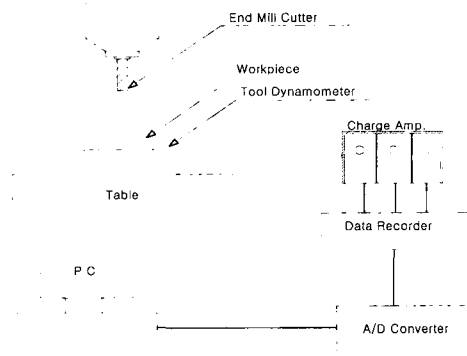 End Mill Cutter
Workpiece
Tool Dynamometer
Charge Amp.
Table
Data Recorder
P C
A/D Converter